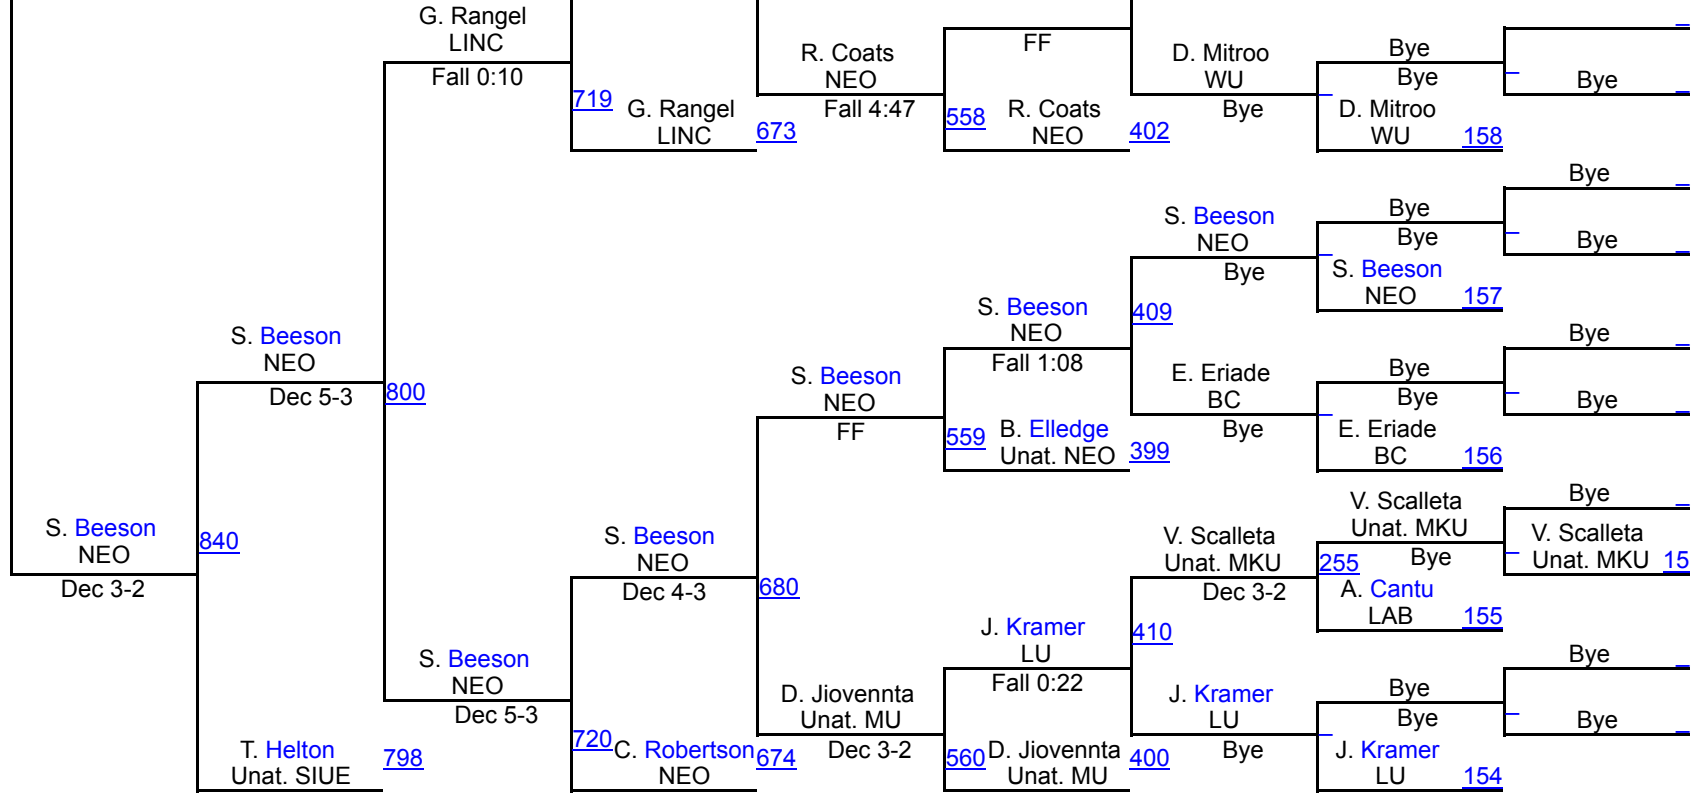 G. Rangel
LINC
Fall 0:10
719
G. Rangel
LINC
673
R. Coats
NEO
Fall 4:47
FF
558
R. Coats
NEO
402
D. Mitroo
WU
Bye
Bye
Bye
D. Mitroo
WU
158
Bye
Bye
Bye
S. Beeson
NEO
Bye
Bye
Bye
S. Beeson
NEO
157
S. Beeson
NEO
Fall 1:08
409
Bye
Bye
E. Eriade
BC
Bye
Bye
Bye
E. Eriade
BC
156
S. Beeson
NEO
Dec 5-3
800
S. Beeson
NEO
FF
559
B. Elledge
Unat. NEO
399
S. Beeson
NEO
Dec 3-2
840
S. Beeson
NEO
Dec 4-3
680
V. Scalleta
Unat. MKU
Dec 3-2
V. Scalleta
Unat. MKU
Bye
255
A. Cantu
LAB
155
Bye
V. Scalleta
Unat. MKU
15
J. Kramer
LU
Fall 0:22
410
S. Beeson
NEO
Dec 5-3
D. Jiovennta
Unat. MU
Dec 3-2
J. Kramer
LU
Bye
Bye
Bye
Bye
Bye
T. Helton
Unat. SIUE
798
720
C. Robertson
NEO
674
560
D. Jiovennta
Unat. MU
400
J. Kramer
LU
154